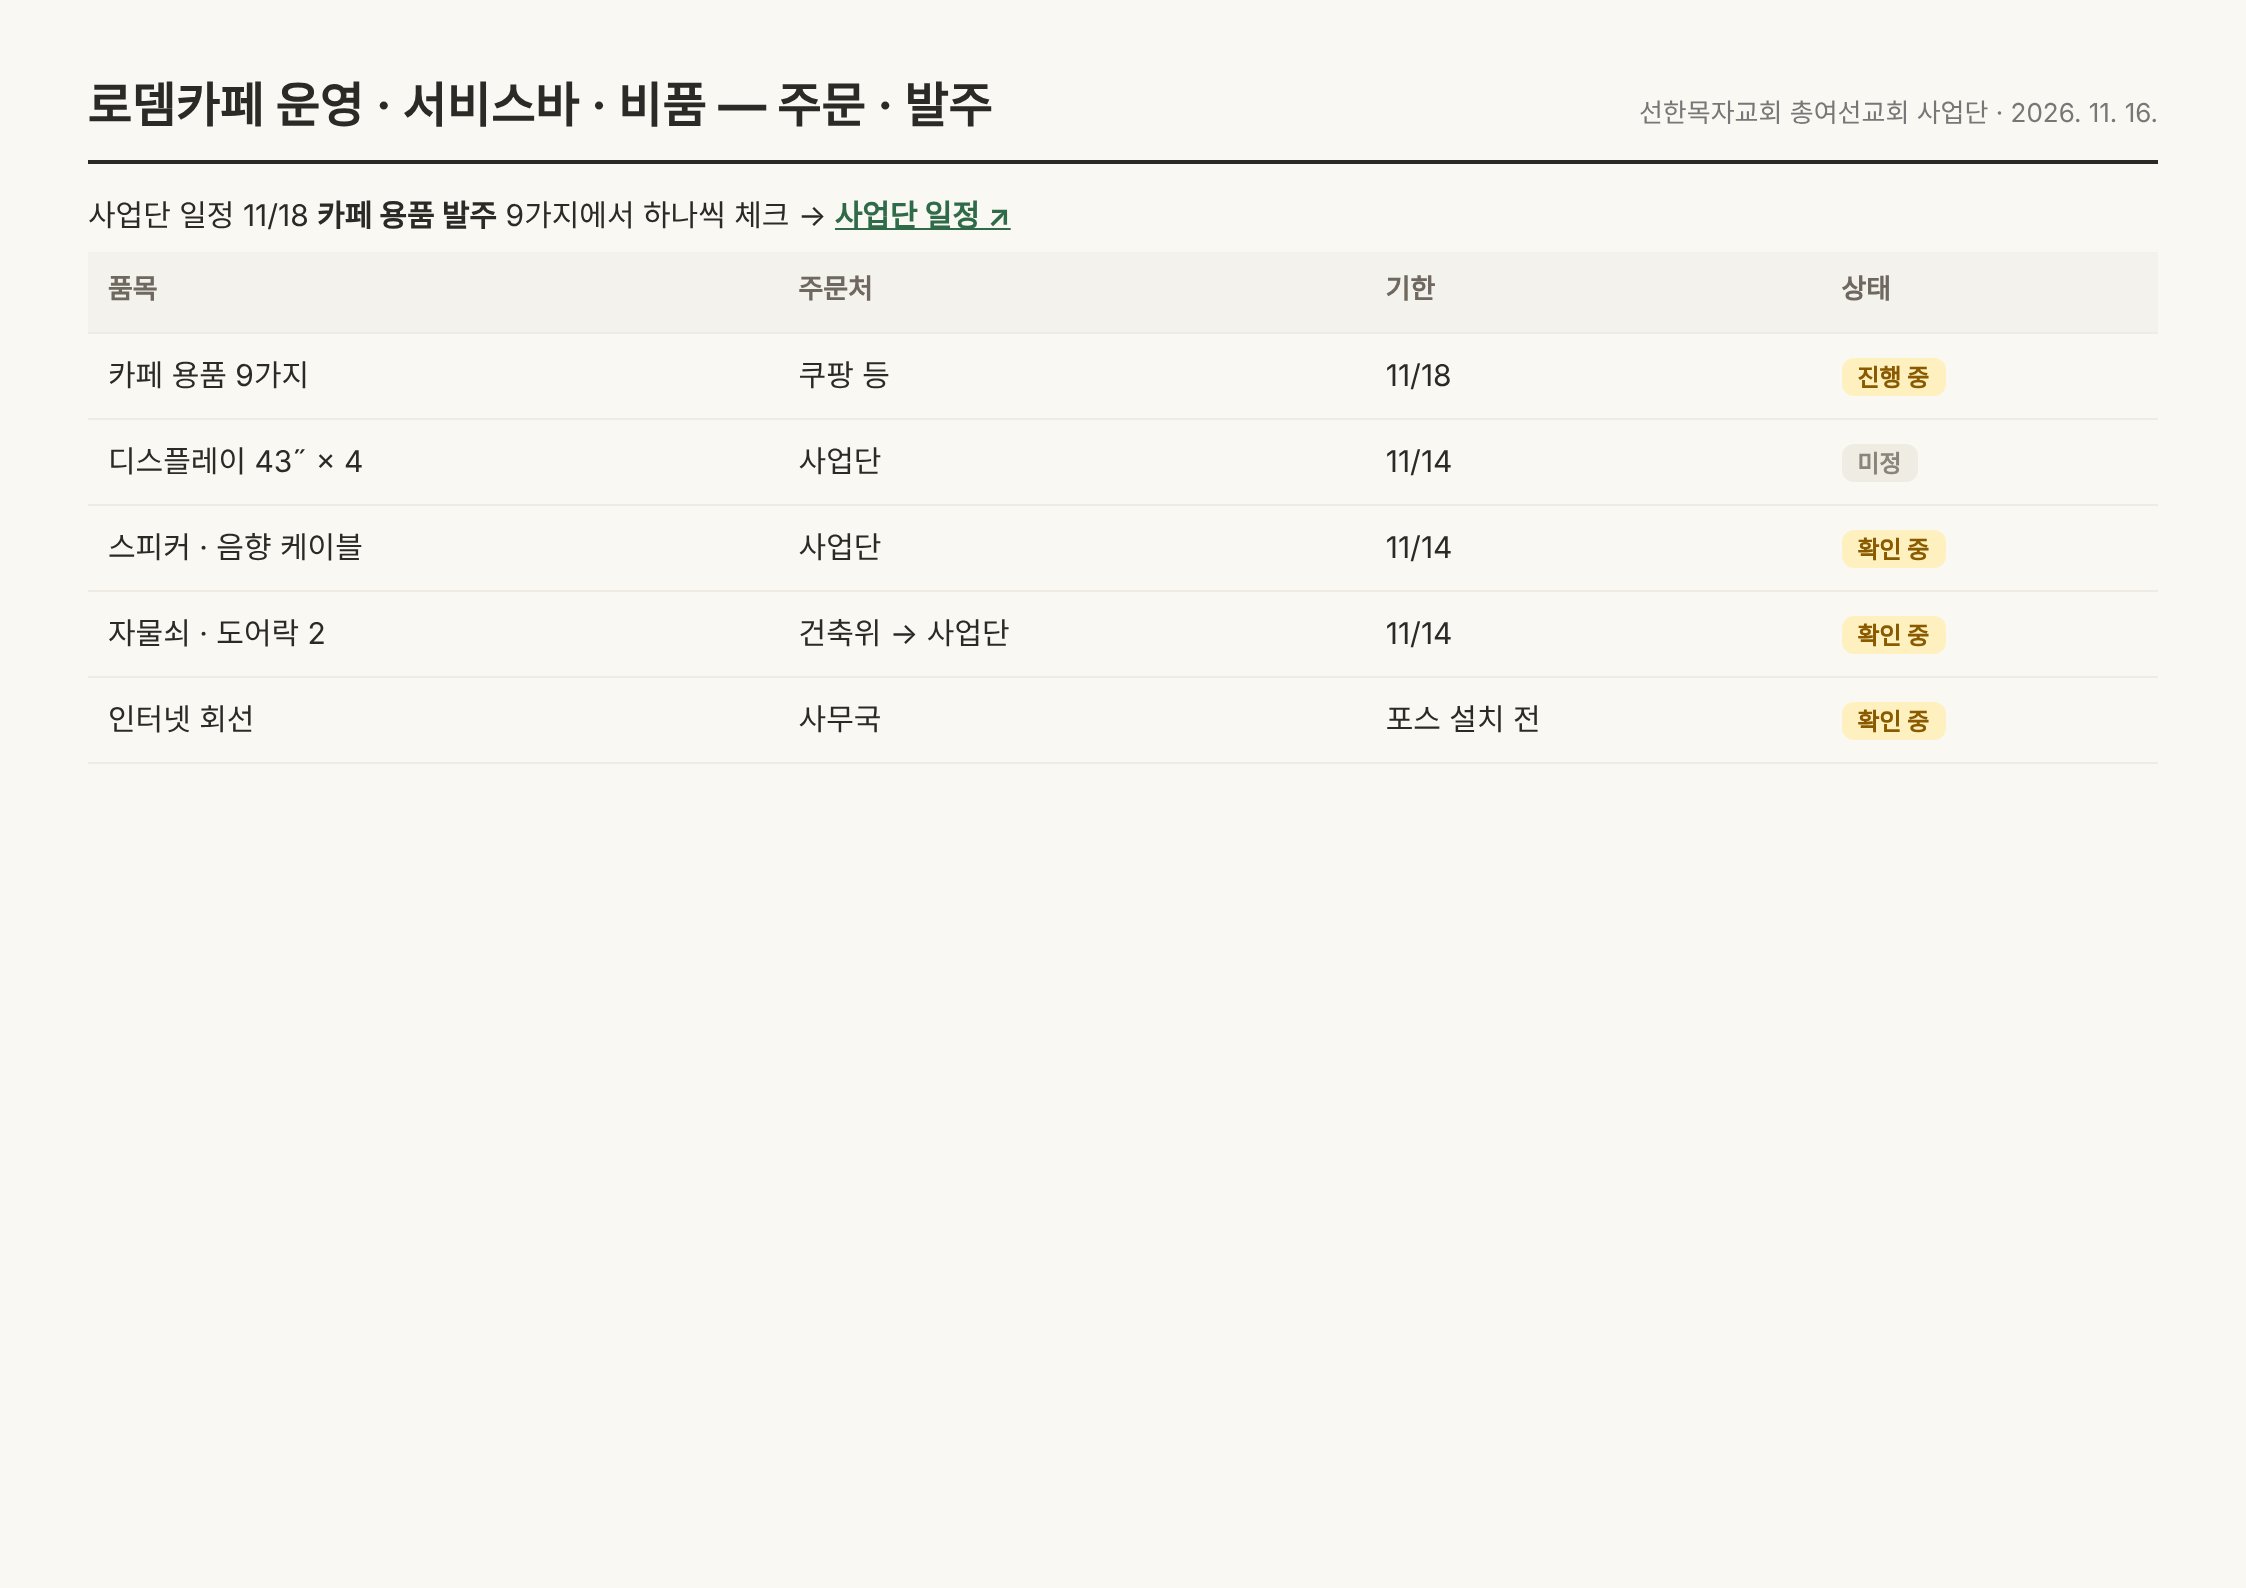 로뎀카페 운영 · 서비스바 · 비품 — 주문 · 발주
선한목자교회 총여선교회 사업단 · 2026. 11. 16.
사업단 일정 11/18 카페 용품 발주 9가지에서 하나씩 체크 → 사업단 일정 ↗
품목 주문처 기한 상태
카페 용품 9가지 쿠팡 등 11/18 진행 중
디스플레이 43˝ × 4 사업단 11/14 미정
스피커 · 음향 케이블 사업단 11/14 확인 중
자물쇠 · 도어락 2 건축위 → 사업단 11/14 확인 중
인터넷 회선 사무국 포스 설치 전 확인 중